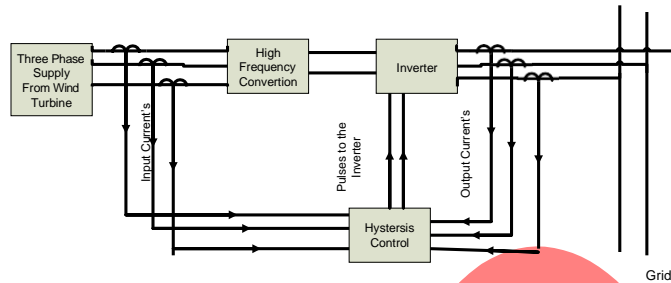 Three Phase
Supply
From Wind
Turbine
High
Frequency
Convertion
Inverter
Input Current's
Pulses to the
Inverter
Output Current's
Hystersis
Control
Grid